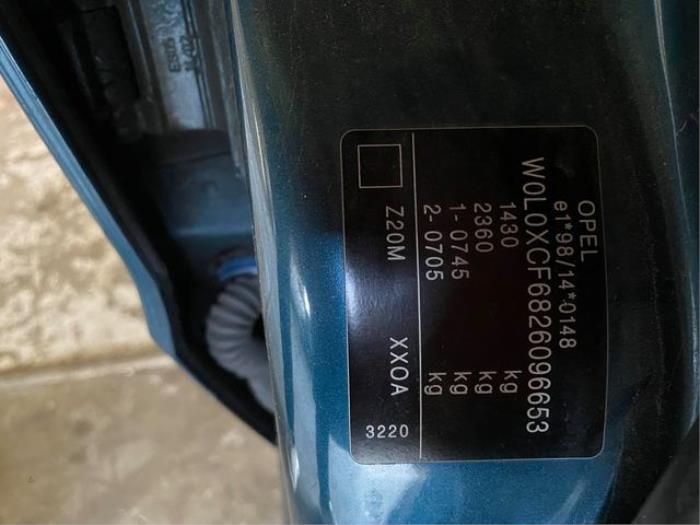 OPEL
e1*98/14*0148
W0L0XCF6826096653
1430 kg
2360 kg
1- 0745 kg
2- 0705 kg
Z20M XXOA
3220